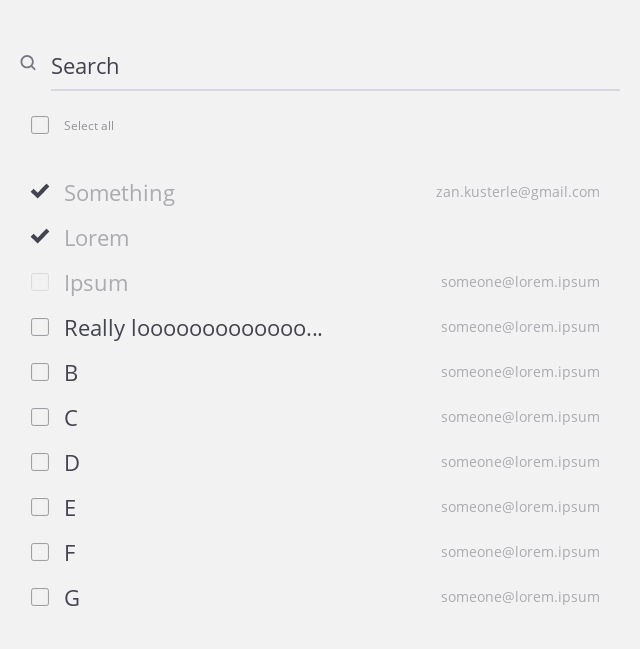 Search
Select all
Something zan.kusterle@gmail.com
Lorem
Ipsum someone@lorem.ipsum
Really looooooooooooo... someone@lorem.ipsum
B someone@lorem.ipsum
C someone@lorem.ipsum
D someone@lorem.ipsum
E someone@lorem.ipsum
F someone@lorem.ipsum
G someone@lorem.ipsum